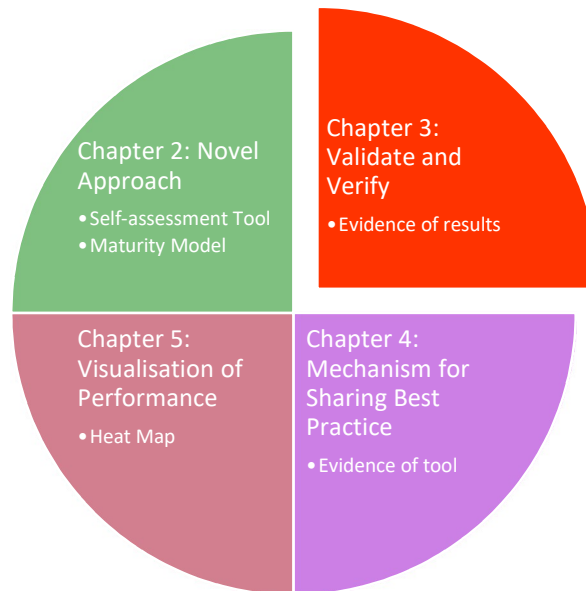 Chapter 2: Novel
Approach
•Self-assessment Tool
•Maturity Model
Chapter 3:
Validate and
Verify
•Evidence of results
Chapter 5:
Visualisation of
Performance
•Heat Map
Chapter 4:
Mechanism for
Sharing Best
Practice
•Evidence of tool